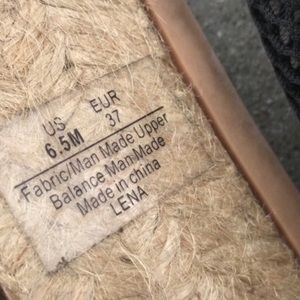 US EUR
6.5M 37
Fabric/Man Made Upper
Balance Man-Made
Made in china
LENA